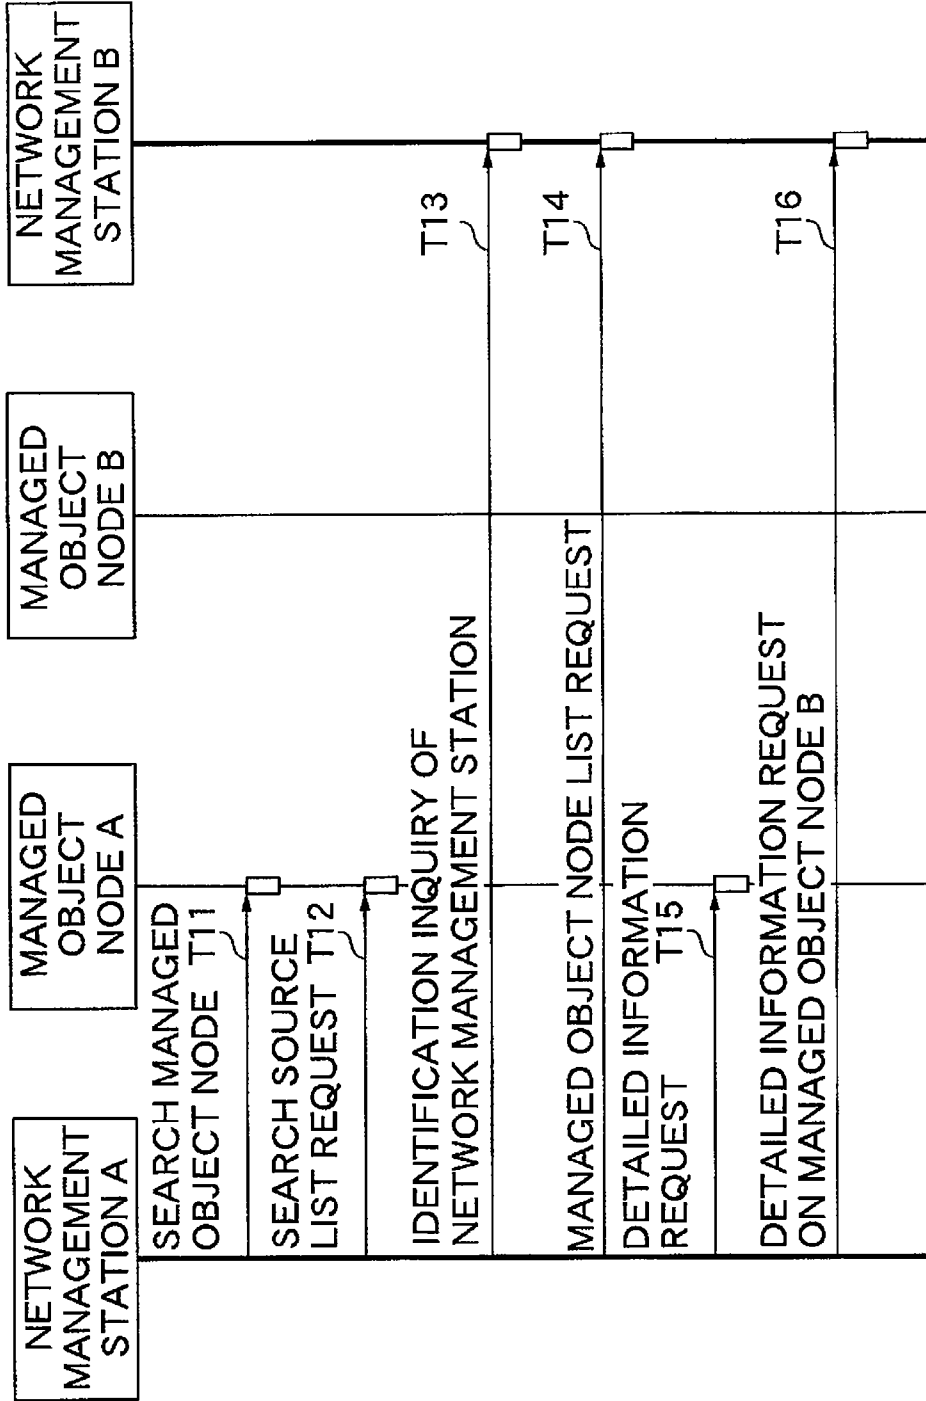 NETWORK
MANAGEMENT
STATION A
MANAGED
OBJECT
NODE A
MANAGED
OBJECT
NODE B
NETWORK
MANAGEMENT
STATION B
SEARCH MANAGED
OBJECT NODE T11
SEARCH SOURCE
LIST REQUEST T12
IDENTIFICATION INQUIRY OF
NETWORK MANAGEMENT STATION
T13
MANAGED OBJECT NODE LIST REQUEST
T14
DETAILED INFORMATION
REQUEST T15
DETAILED INFORMATION REQUEST
ON MANAGED OBJECT NODE B
T16